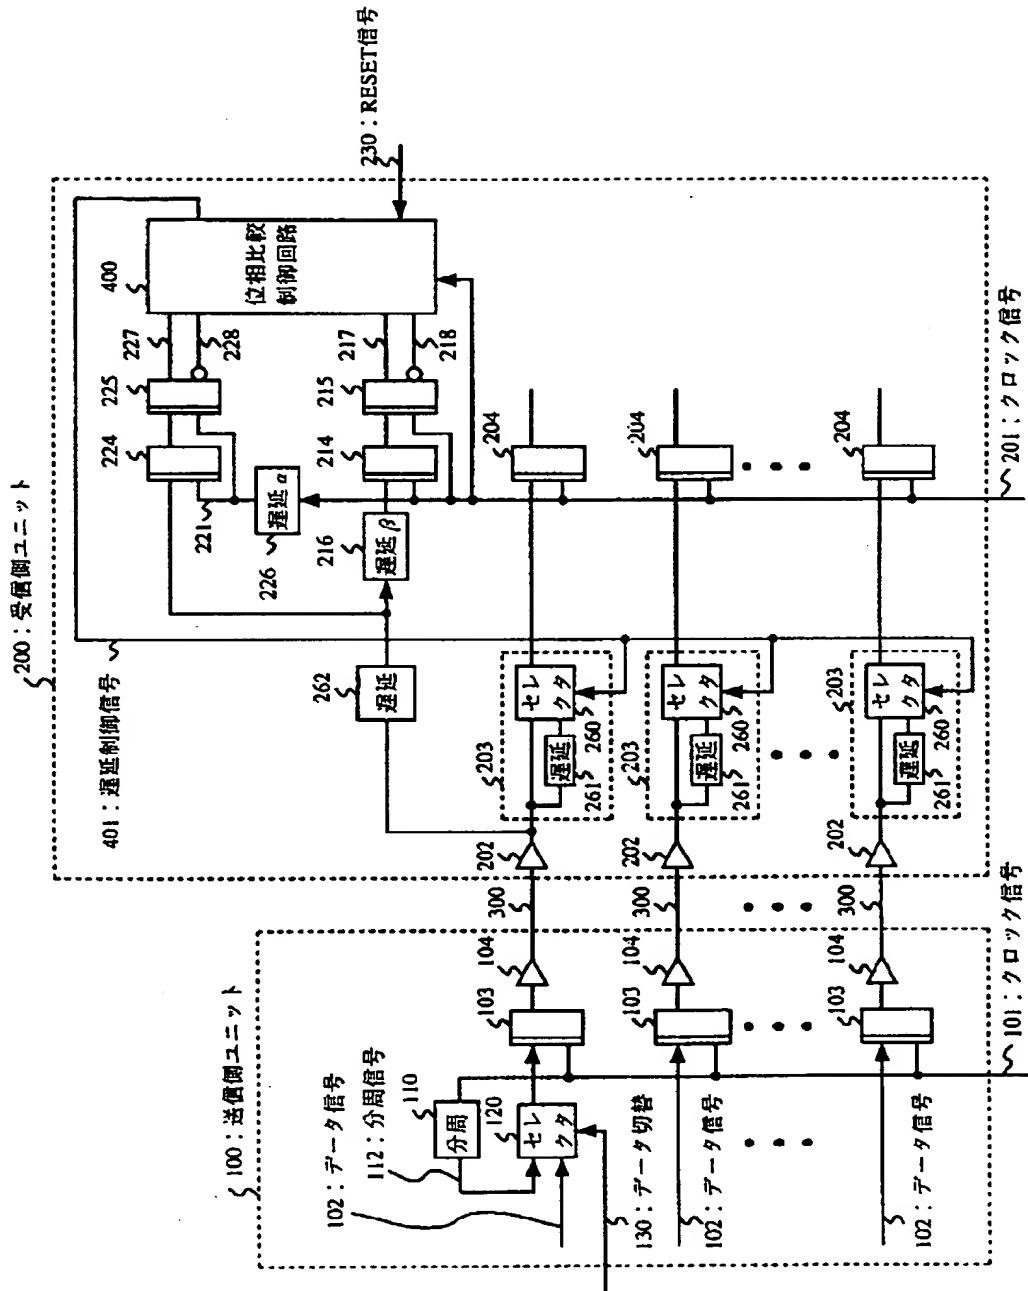 200：受信側ユニット
401：遅延制御信号
400
位相比較
制御回路
230：RESET信号
227
228
225
224
217
218
215
214
221
遅延 α
226
216
遅延 β
262
遅延
204
203
セレ
クタ
遅延
260
261
202
300
204
203
セレ
クタ
遅延
260
261
202
300
204
203
セレ
クタ
遅延
260
261
202
300
201：クロック信号
100：送信側ユニット
102：データ信号
112：分周信号
110
分周
120
セレ
クタ
103
104
130：データ切替
102：データ信号
103
104
102：データ信号
103
104
101：クロック信号